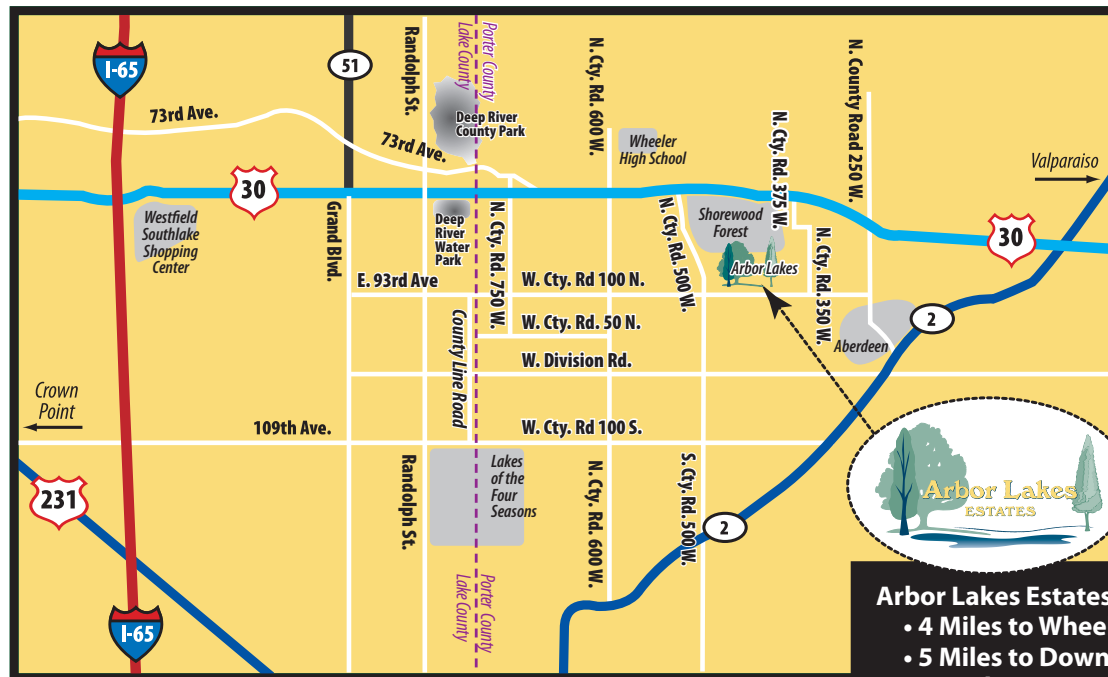 I-65
51
Randolph St.
Porter County
Lake County
N. Cty. Rd. 600 W.
N. County Road 250 W.
73rd Ave.
Deep River
County Park
73rd Ave.
Wheeler
High School
N. Cty. Rd. 375 W.
Valparaiso
30
Westfield
Southlake
Shopping
Center
Grand Blvd.
Deep
River
Water
Park
N. Cty. Rd. 750 W.
N. Cty. Rd. 500 W.
Shorewood
Forest
Arbor Lakes
N. Cty. Rd. 350 W.
30
E. 93rd Ave
W. Cty. Rd 100 N.
W. Cty. Rd. 50 N.
2
Aberdeen
W. Division Rd.
County Line Road
Crown
Point
109th Ave.
W. Cty. Rd 100 S.
231
Randolph St.
Lakes
of the
Four
Seasons
N. Cty. Rd. 600 W.
S. Cty. Rd. 500 W.
2
Arbor Lakes
ESTATES
Porter County
Lake County
I-65
Arbor Lakes Estates
• 4 Miles to Whee
• 5 Miles to Down